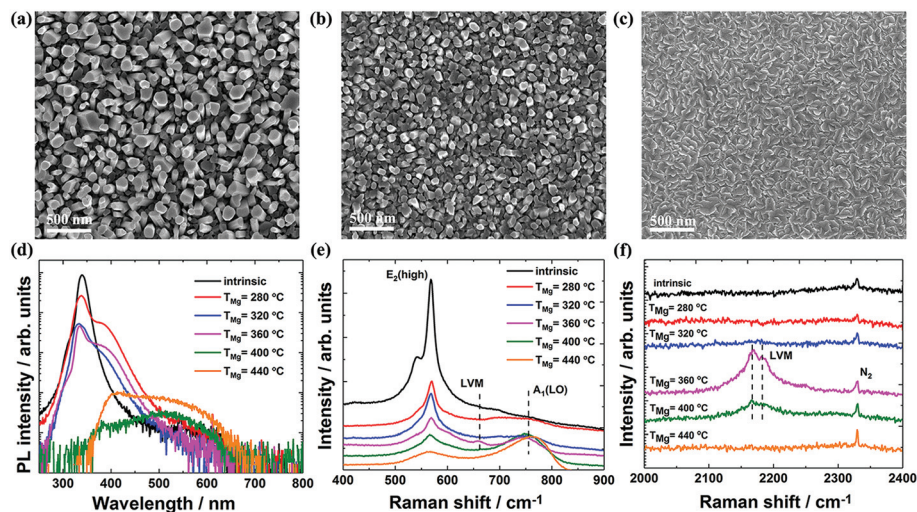 (a)
500 nm
(b)
500 nm
(c)
500 nm
(d)
PL intensity / arb. units
intrinsic
T_Mg= 280 ºC
T_Mg= 320 ºC
T_Mg= 360 ºC
T_Mg= 400 ºC
T_Mg= 440 ºC
200 300 400 500 600 700 800
Wavelength / nm
(e)
Intensity / arb. units
E₂(high)
LVM
A₁(LO)
intrinsic
T_Mg= 280 ºC
T_Mg= 320 ºC
T_Mg= 360 ºC
T_Mg= 400 ºC
T_Mg= 440 ºC
400 500 600 700 800 900
Raman shift / cm⁻¹
(f)
Intensity / arb. units
intrinsic
T_Mg= 280 ºC
T_Mg= 320 ºC
T_Mg= 360 ºC
LVM
N₂
T_Mg= 400 ºC
T_Mg= 440 ºC
2000 2100 2200 2300 2400
Raman shift / cm⁻¹